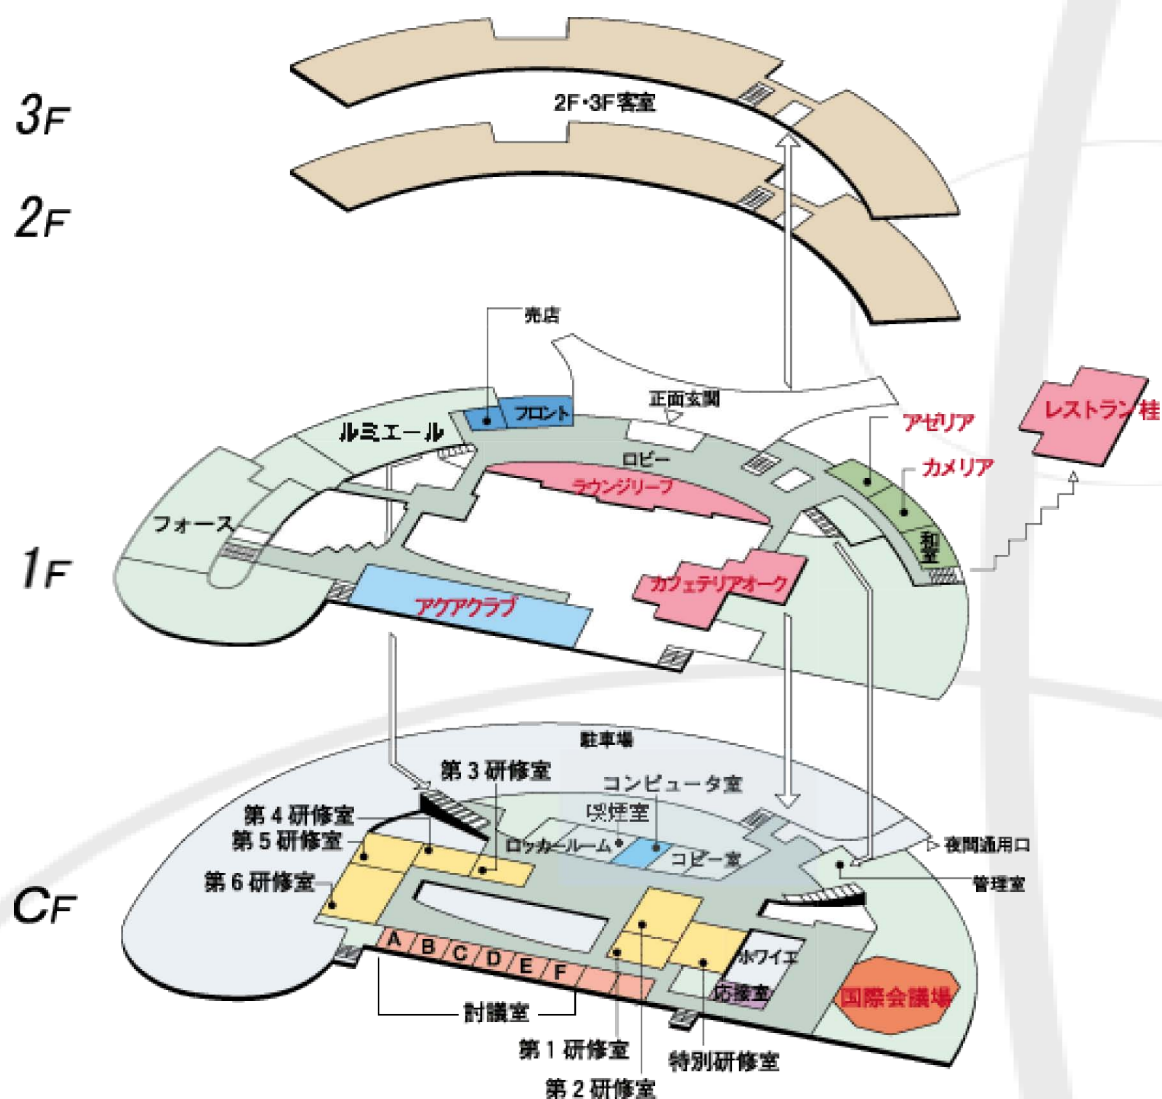 3F
2F・3F客室
2F
売店
フロント
正面玄関
ルミエール
ロビー
アゼリア
レストラン桂
カメリア
ラウンジリーブ
フォース
和室
1F
カフェテリアオーク
アクアクラブ
駐車場
第3研修室
コンピュータ室
喫煙室
第4研修室
第5研修室
ロッカールーム
コピー室
夜間通用口
第6研修室
管理室
CF
A B C D E F
ホワイエ
応接室
国際会議場
討議室
第1研修室
特別研修室
第2研修室